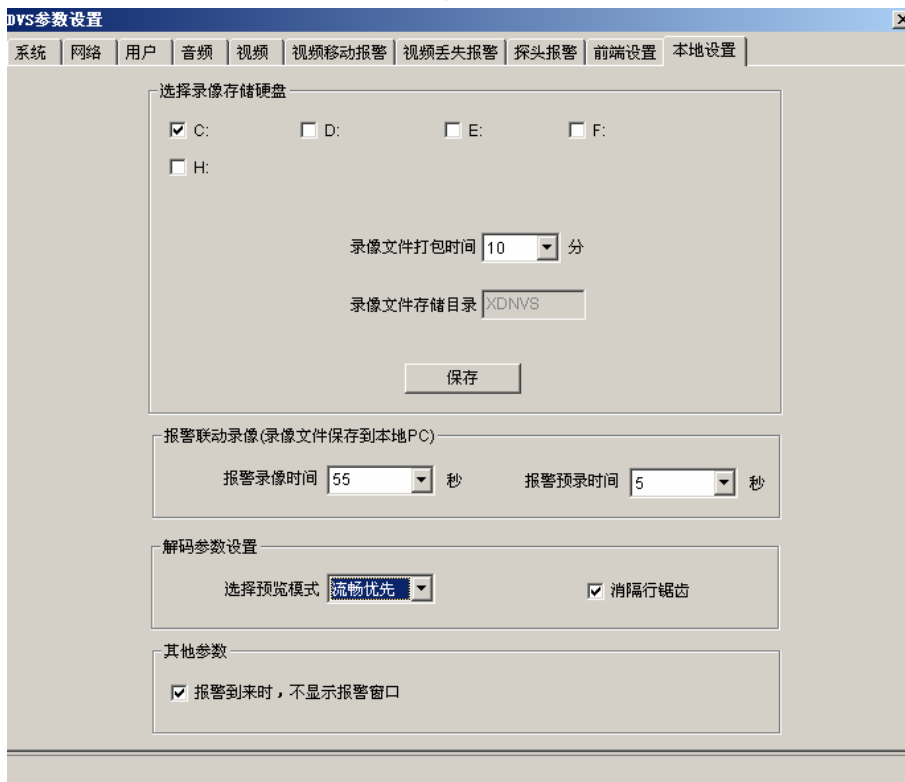 DVS参数设置
系统 网络 用户 音频 视频 视频移动报警 视频丢失报警 探头报警 前端设置 本地设置
选择录像存储硬盘
C: D: E: F:
H:
录像文件打包时间 10 分
录像文件存储目录 XDNVS
保存
报警联动录像(录像文件保存到本地PC)
报警录像时间 55 秒 报警预录时间 5 秒
解码参数设置
选择预览模式 流畅优先 消隔行锯齿
其他参数
报警到来时，不显示报警窗口